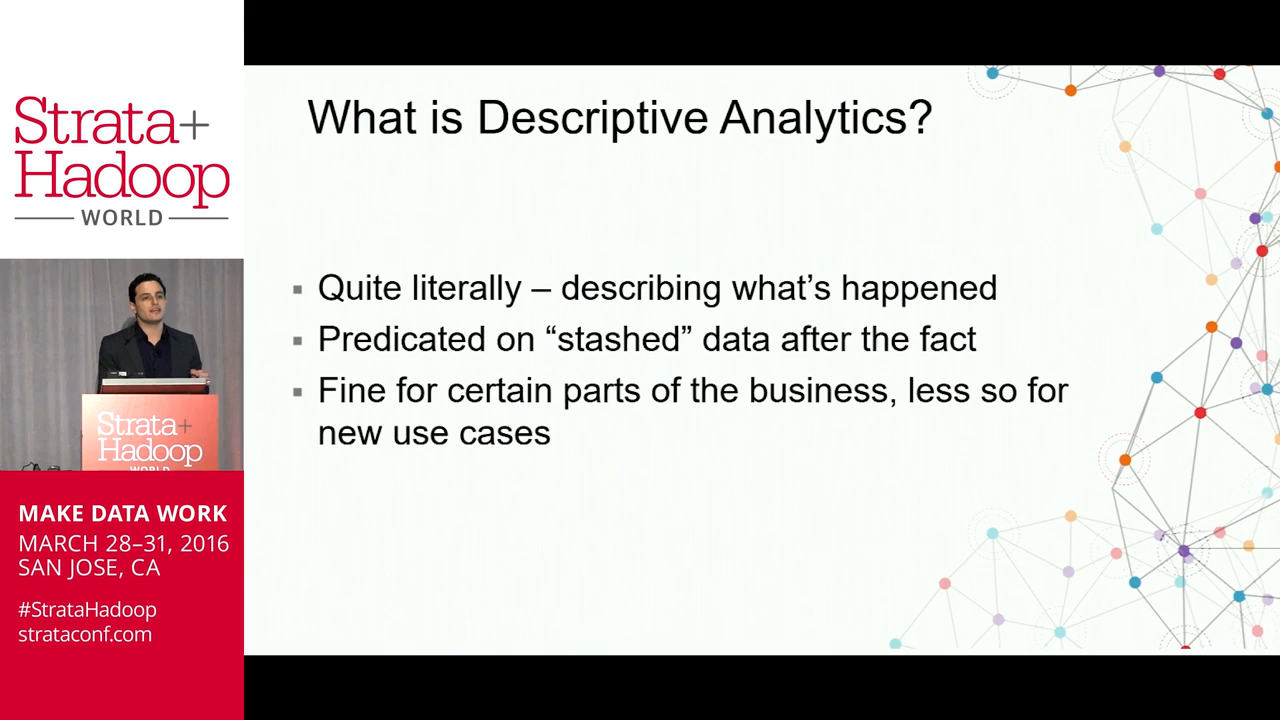 Strata+
Hadoop
WORLD
What is Descriptive Analytics?
▪ Quite literally – describing what’s happened
▪ Predicated on “stashed” data after the fact
▪ Fine for certain parts of the business, less so for
new use cases
Strata+
Hadoop
WORLD
MAKE DATA WORK
MARCH 28–31, 2016
SAN JOSE, CA
#StrataHadoop
strataconf.com